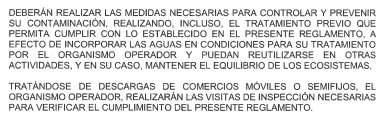 DEBERÁN REALIZAR LAS MEDIDAS NECESARIAS PARA CONTROLAR Y PREVENIR
SU CONTAMINACIÓN, REALIZANDO, INCLUSO, EL TRATAMIENTO PREVIO QUE
PERMITA CUMPLIR CON LO ESTABLECIDO EN EL PRESENTE REGLAMENTO, A
EFECTO DE INCORPORAR LAS AGUAS EN CONDICIONES PARA SU TRATAMIENTO
POR EL ORGANISMO OPERADOR Y PUEDAN REUTILIZARSE EN OTRAS
ACTIVIDADES, Y EN SU CASO, MANTENER EL EQUILIBRIO DE LOS ECOSISTEMAS.
TRATÁNDOSE DE DESCARGAS DE COMERCIOS MÓVILES O SEMIFIJOS, EL
ORGANISMO OPERADOR, REALIZARÁN LAS VISITAS DE INSPECCIÓN NECESARIAS
PARA VERIFICAR EL CUMPLIMIENTO DEL PRESENTE REGLAMENTO.